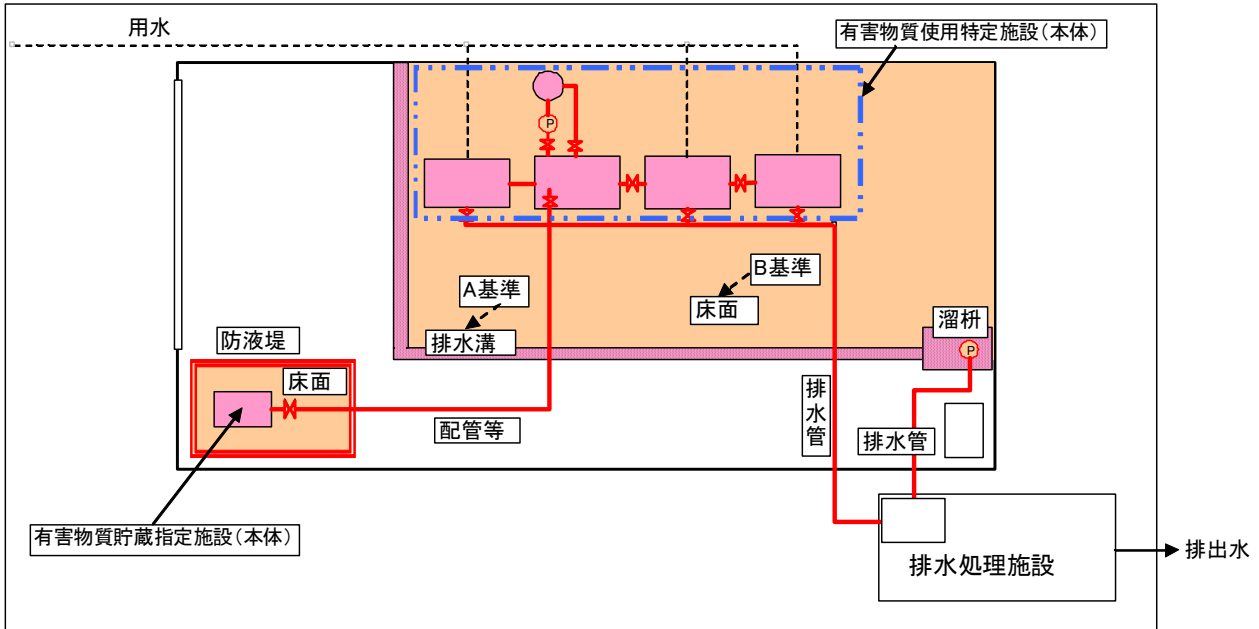 用水
有害物質使用特定施設(本体)
P
B基準
A基準
床面
溜枡
排水溝
防液堤
P
床面
排水管
配管等
排水管
有害物質貯蔵指定施設(本体)
排出水
排水処理施設